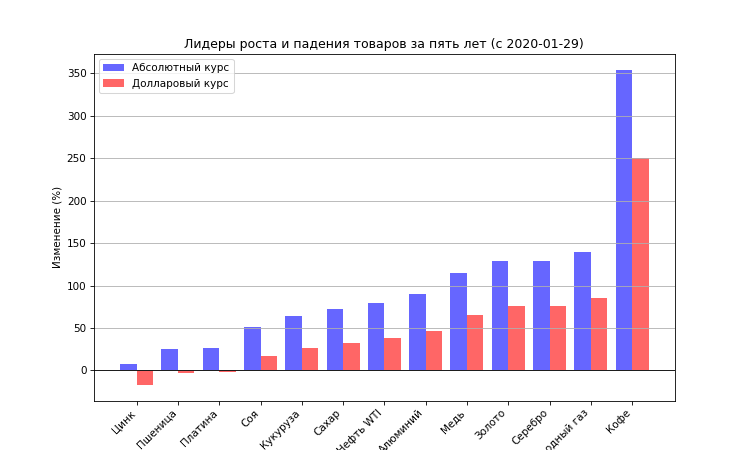 Лидеры роста и падения товаров за пять лет (с 2020-01-29)
Абсолютный курс
Долларовый курс
Изменение (%)
350
300
250
200
150
100
50
0
Цинк
Пшеница
Платина
Соя
Кукуруза
Сахар
Нефть WTI
Алюминий
Медь
Золото
Серебро
газ
Кофе